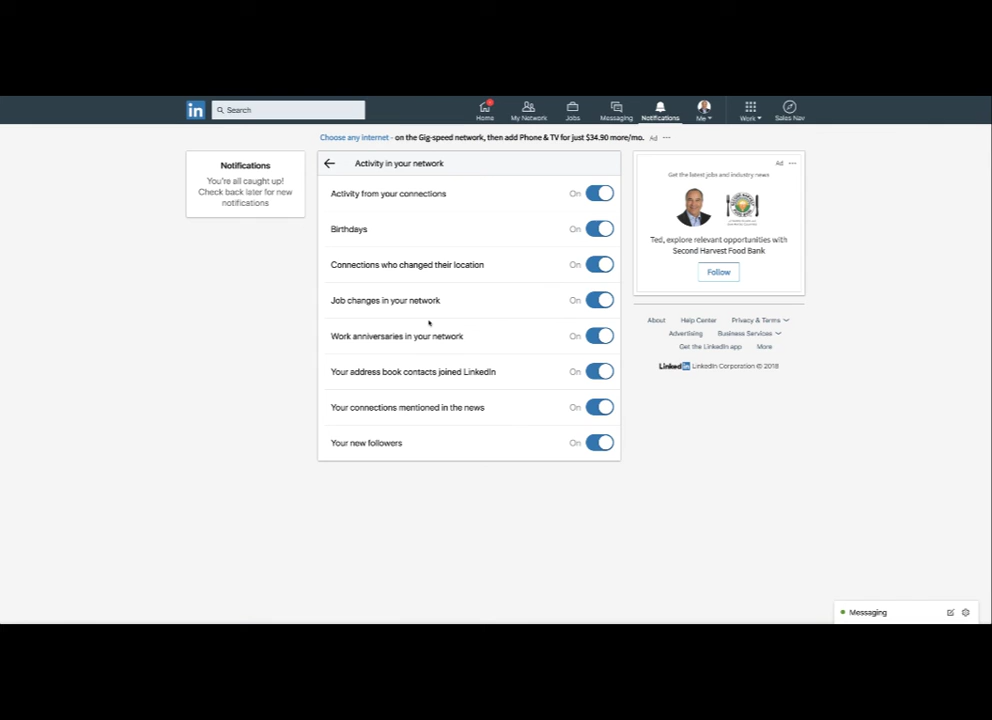 in
Search
Home
My Network
Jobs
Messaging
Notifications
Me
Work
Sales Nav
Choose any internet - on the Gig-speed network, then add Phone & TV for just $34.90 more/mo. Ad ...
Notifications
You're all caught up!
Check back later for new
notifications
Activity in your network
Activity from your connections On
Birthdays On
Connections who changed their location On
Job changes in your network On
Work anniversaries in your network On
Your address book contacts joined LinkedIn On
Your connections mentioned in the news On
Your new followers On
Ad ...
Get the latest jobs and industry news
Ted, explore relevant opportunities with
Second Harvest Food Bank
Follow
About Help Center Privacy & Terms
Advertising Business Services
Get the LinkedIn app More
LinkedIn LinkedIn Corporation © 2018
Messaging